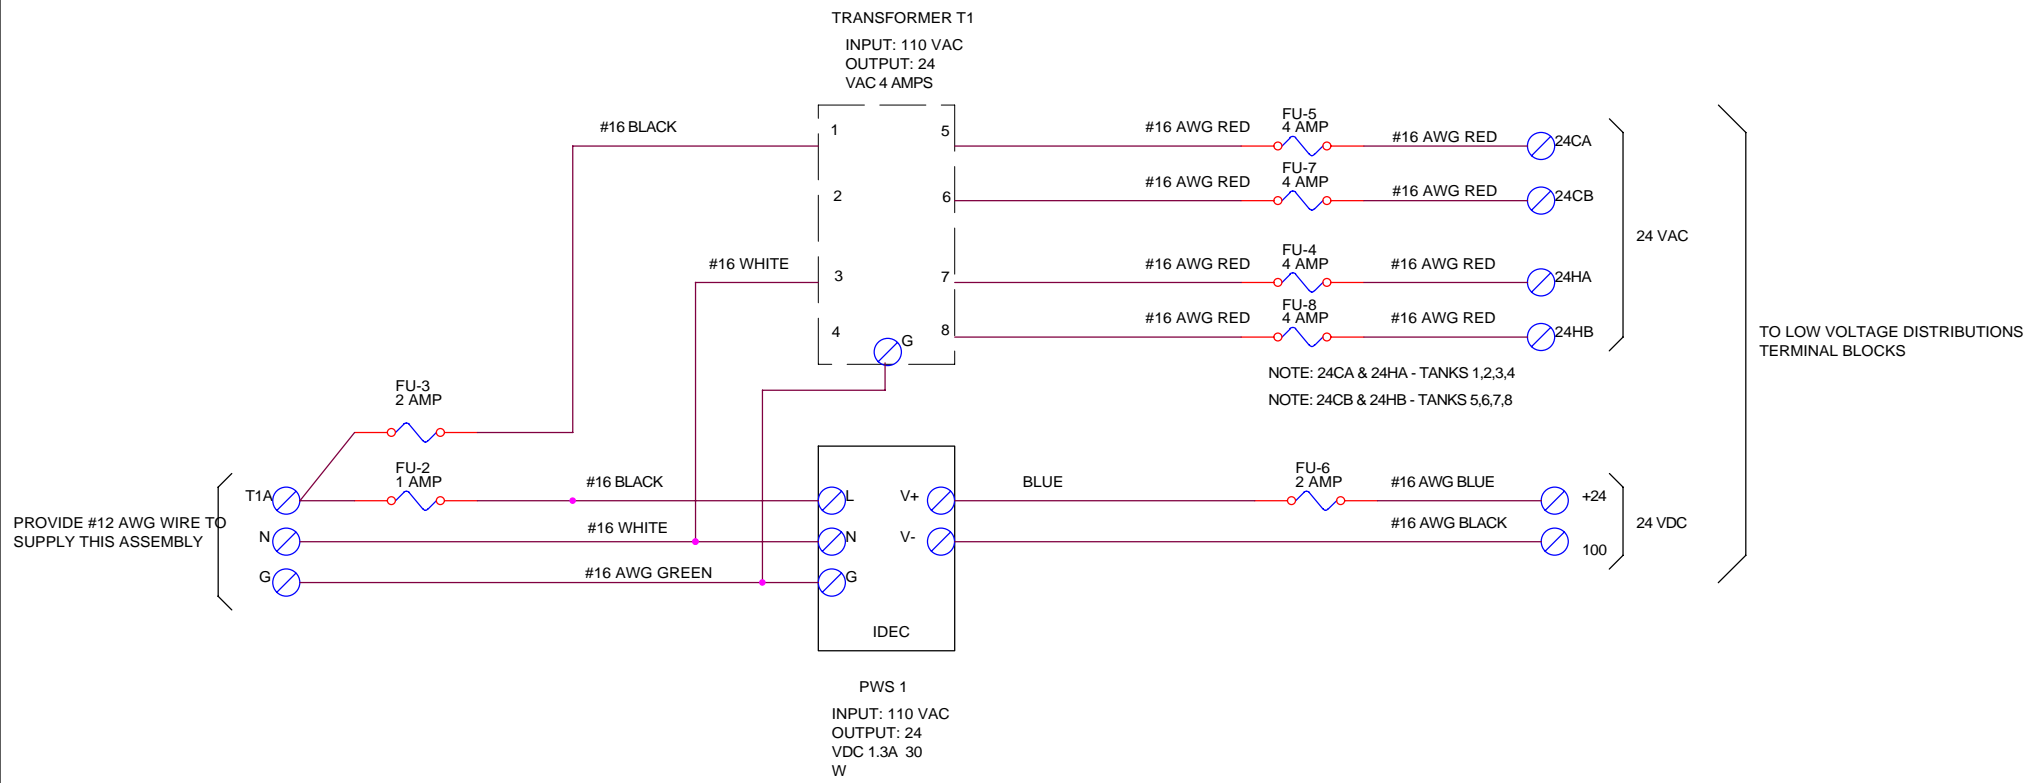 TRANSFORMER T1
INPUT: 110 VAC
OUTPUT: 24
VAC 4 AMPS
#16 BLACK
1
5
#16 AWG RED
FU-5
4 AMP
#16 AWG RED
24CA
2
6
#16 AWG RED
FU-7
4 AMP
#16 AWG RED
24CB
24 VAC
#16 WHITE
3
7
#16 AWG RED
FU-4
4 AMP
#16 AWG RED
24HA
4
8
G
#16 AWG RED
FU-8
4 AMP
#16 AWG RED
24HB
TO LOW VOLTAGE DISTRIBUTIONS
TERMINAL BLOCKS
NOTE: 24CA & 24HA - TANKS 1,2,3,4
NOTE: 24CB & 24HB - TANKS 5,6,7,8
FU-3
2 AMP
FU-2
1 AMP
T1A
#16 BLACK
L
V+
BLUE
FU-6
2 AMP
#16 AWG BLUE
+24
PROVIDE #12 AWG WIRE TO
SUPPLY THIS ASSEMBLY
N
#16 WHITE
N
V-
#16 AWG BLACK
100
24 VDC
G
#16 AWG GREEN
G
IDEC
PWS 1
INPUT: 110 VAC
OUTPUT: 24
VDC 1.3A 30
W